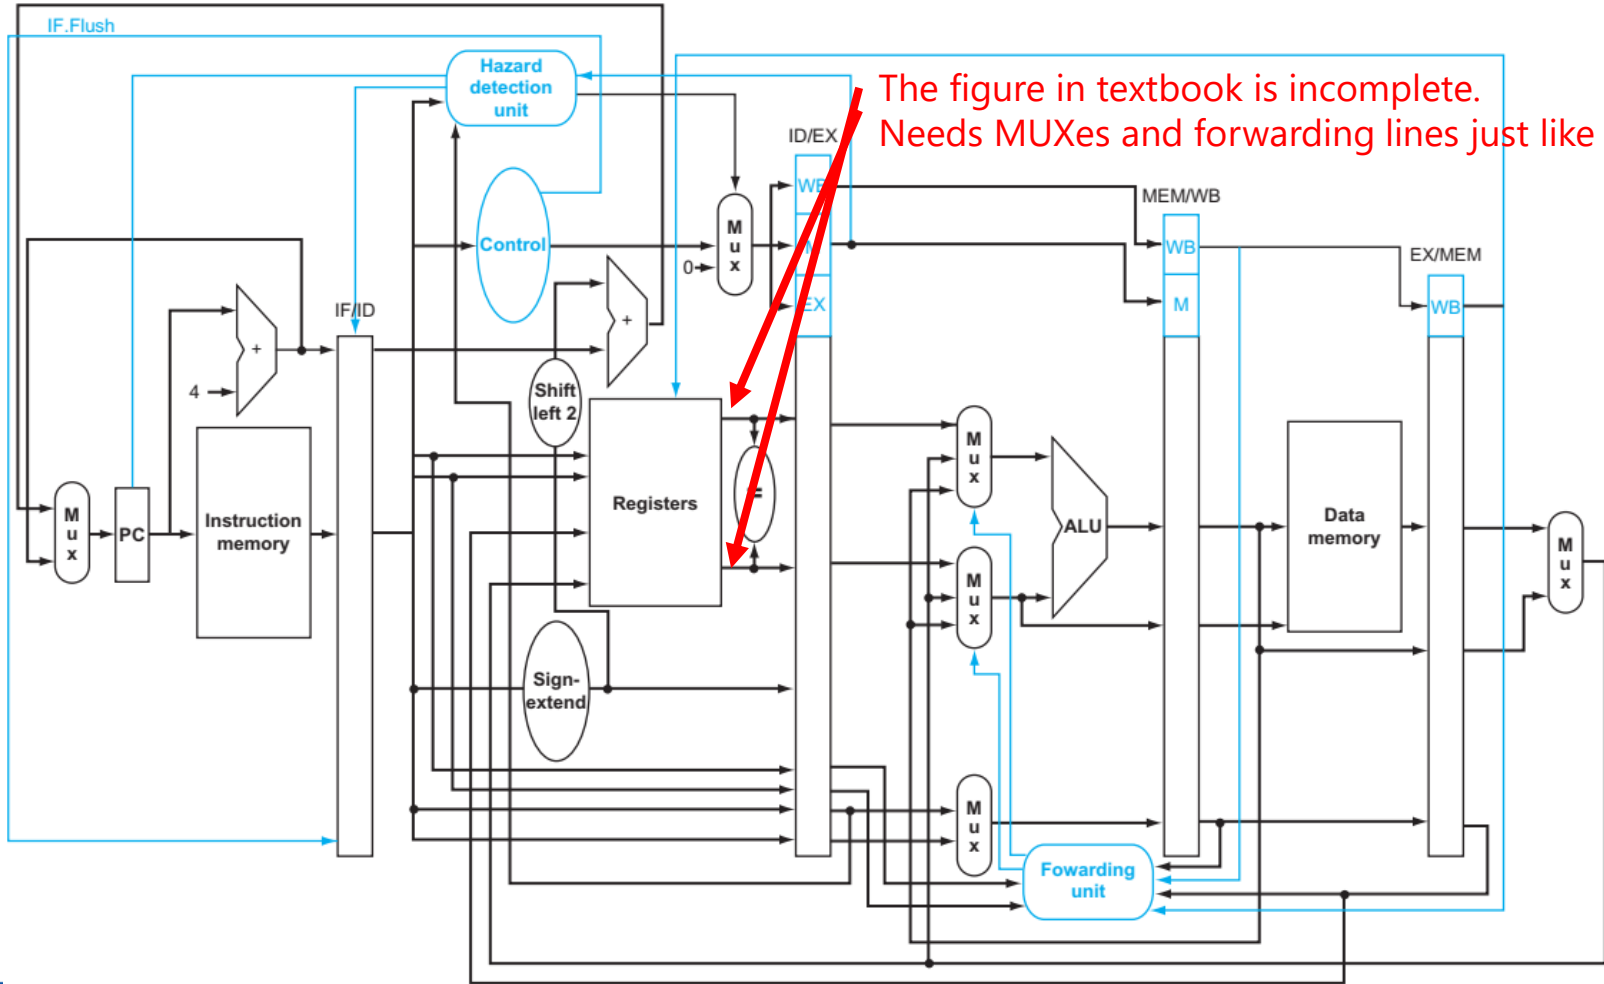 IF.Flush
Hazard
detection
unit
The figure in textbook is incomplete.
Needs MUXes and forwarding lines just like
ID/EX
WB
M
u
x
MEM/WB
Control
0
WB
EX/MEM
EX
M
WB
IF/ID
+
+
4
Shift
left 2
M
u
x
PC
Instruction
memory
Registers
=
M
u
x
ALU
Data
memory
M
u
x
M
u
x
Sign-
extend
M
u
x
Fowarding
unit